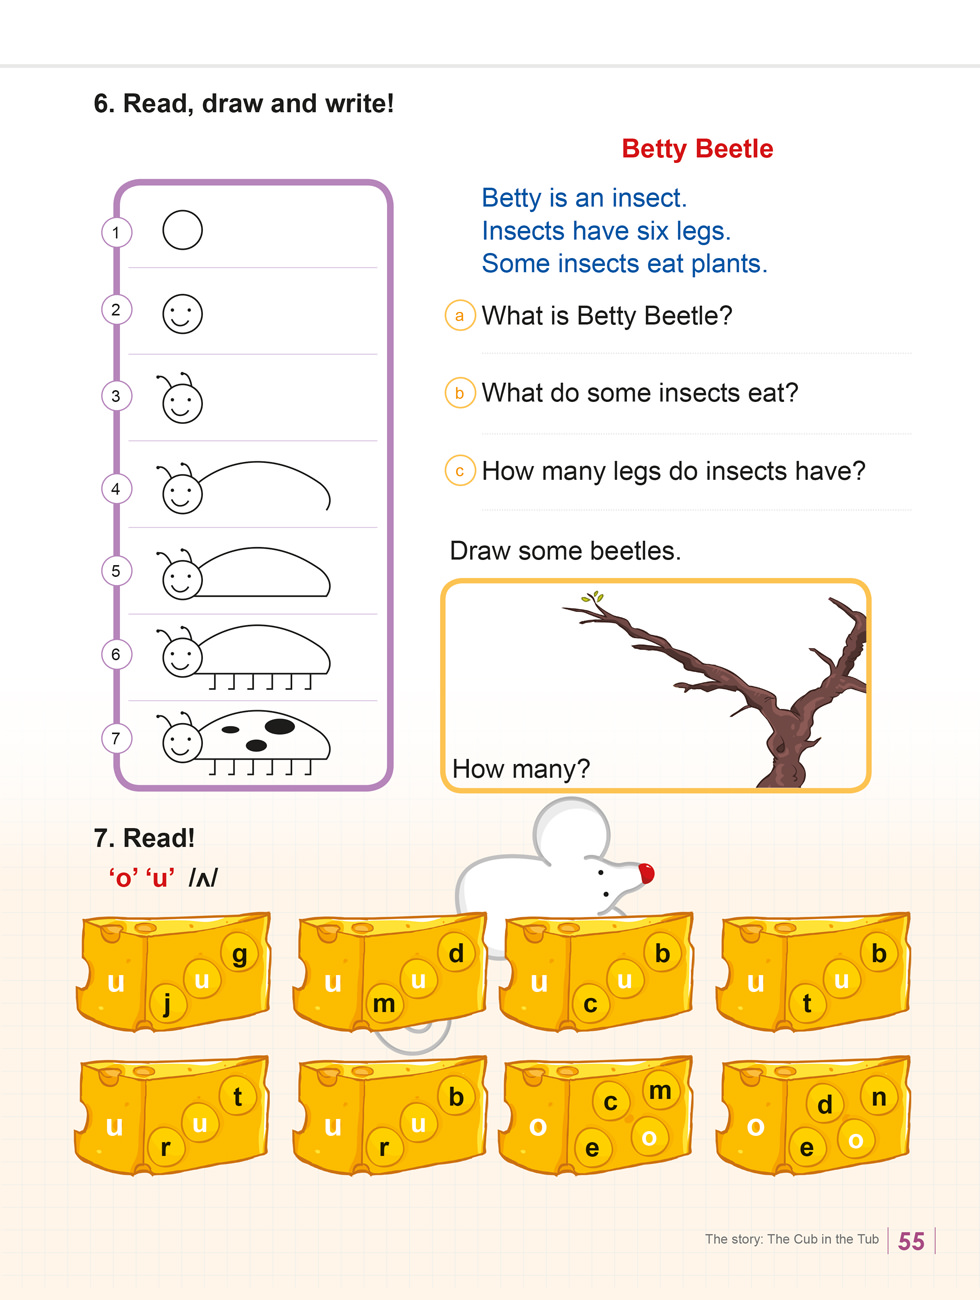 6. Read, draw and write!
Betty Beetle
Betty is an insect.
Insects have six legs.
Some insects eat plants.
1
2
3
4
5
6
7
a What is Betty Beetle?
b What do some insects eat?
c How many legs do insects have?
Draw some beetles.
How many?
7. Read!
‘o’ ‘u’ /ʌ/
u j u g
u m u d
u c u b
u t u b
u r u t
u r u b
o c m e o
o d n e o
The story: The Cub in the Tub 55